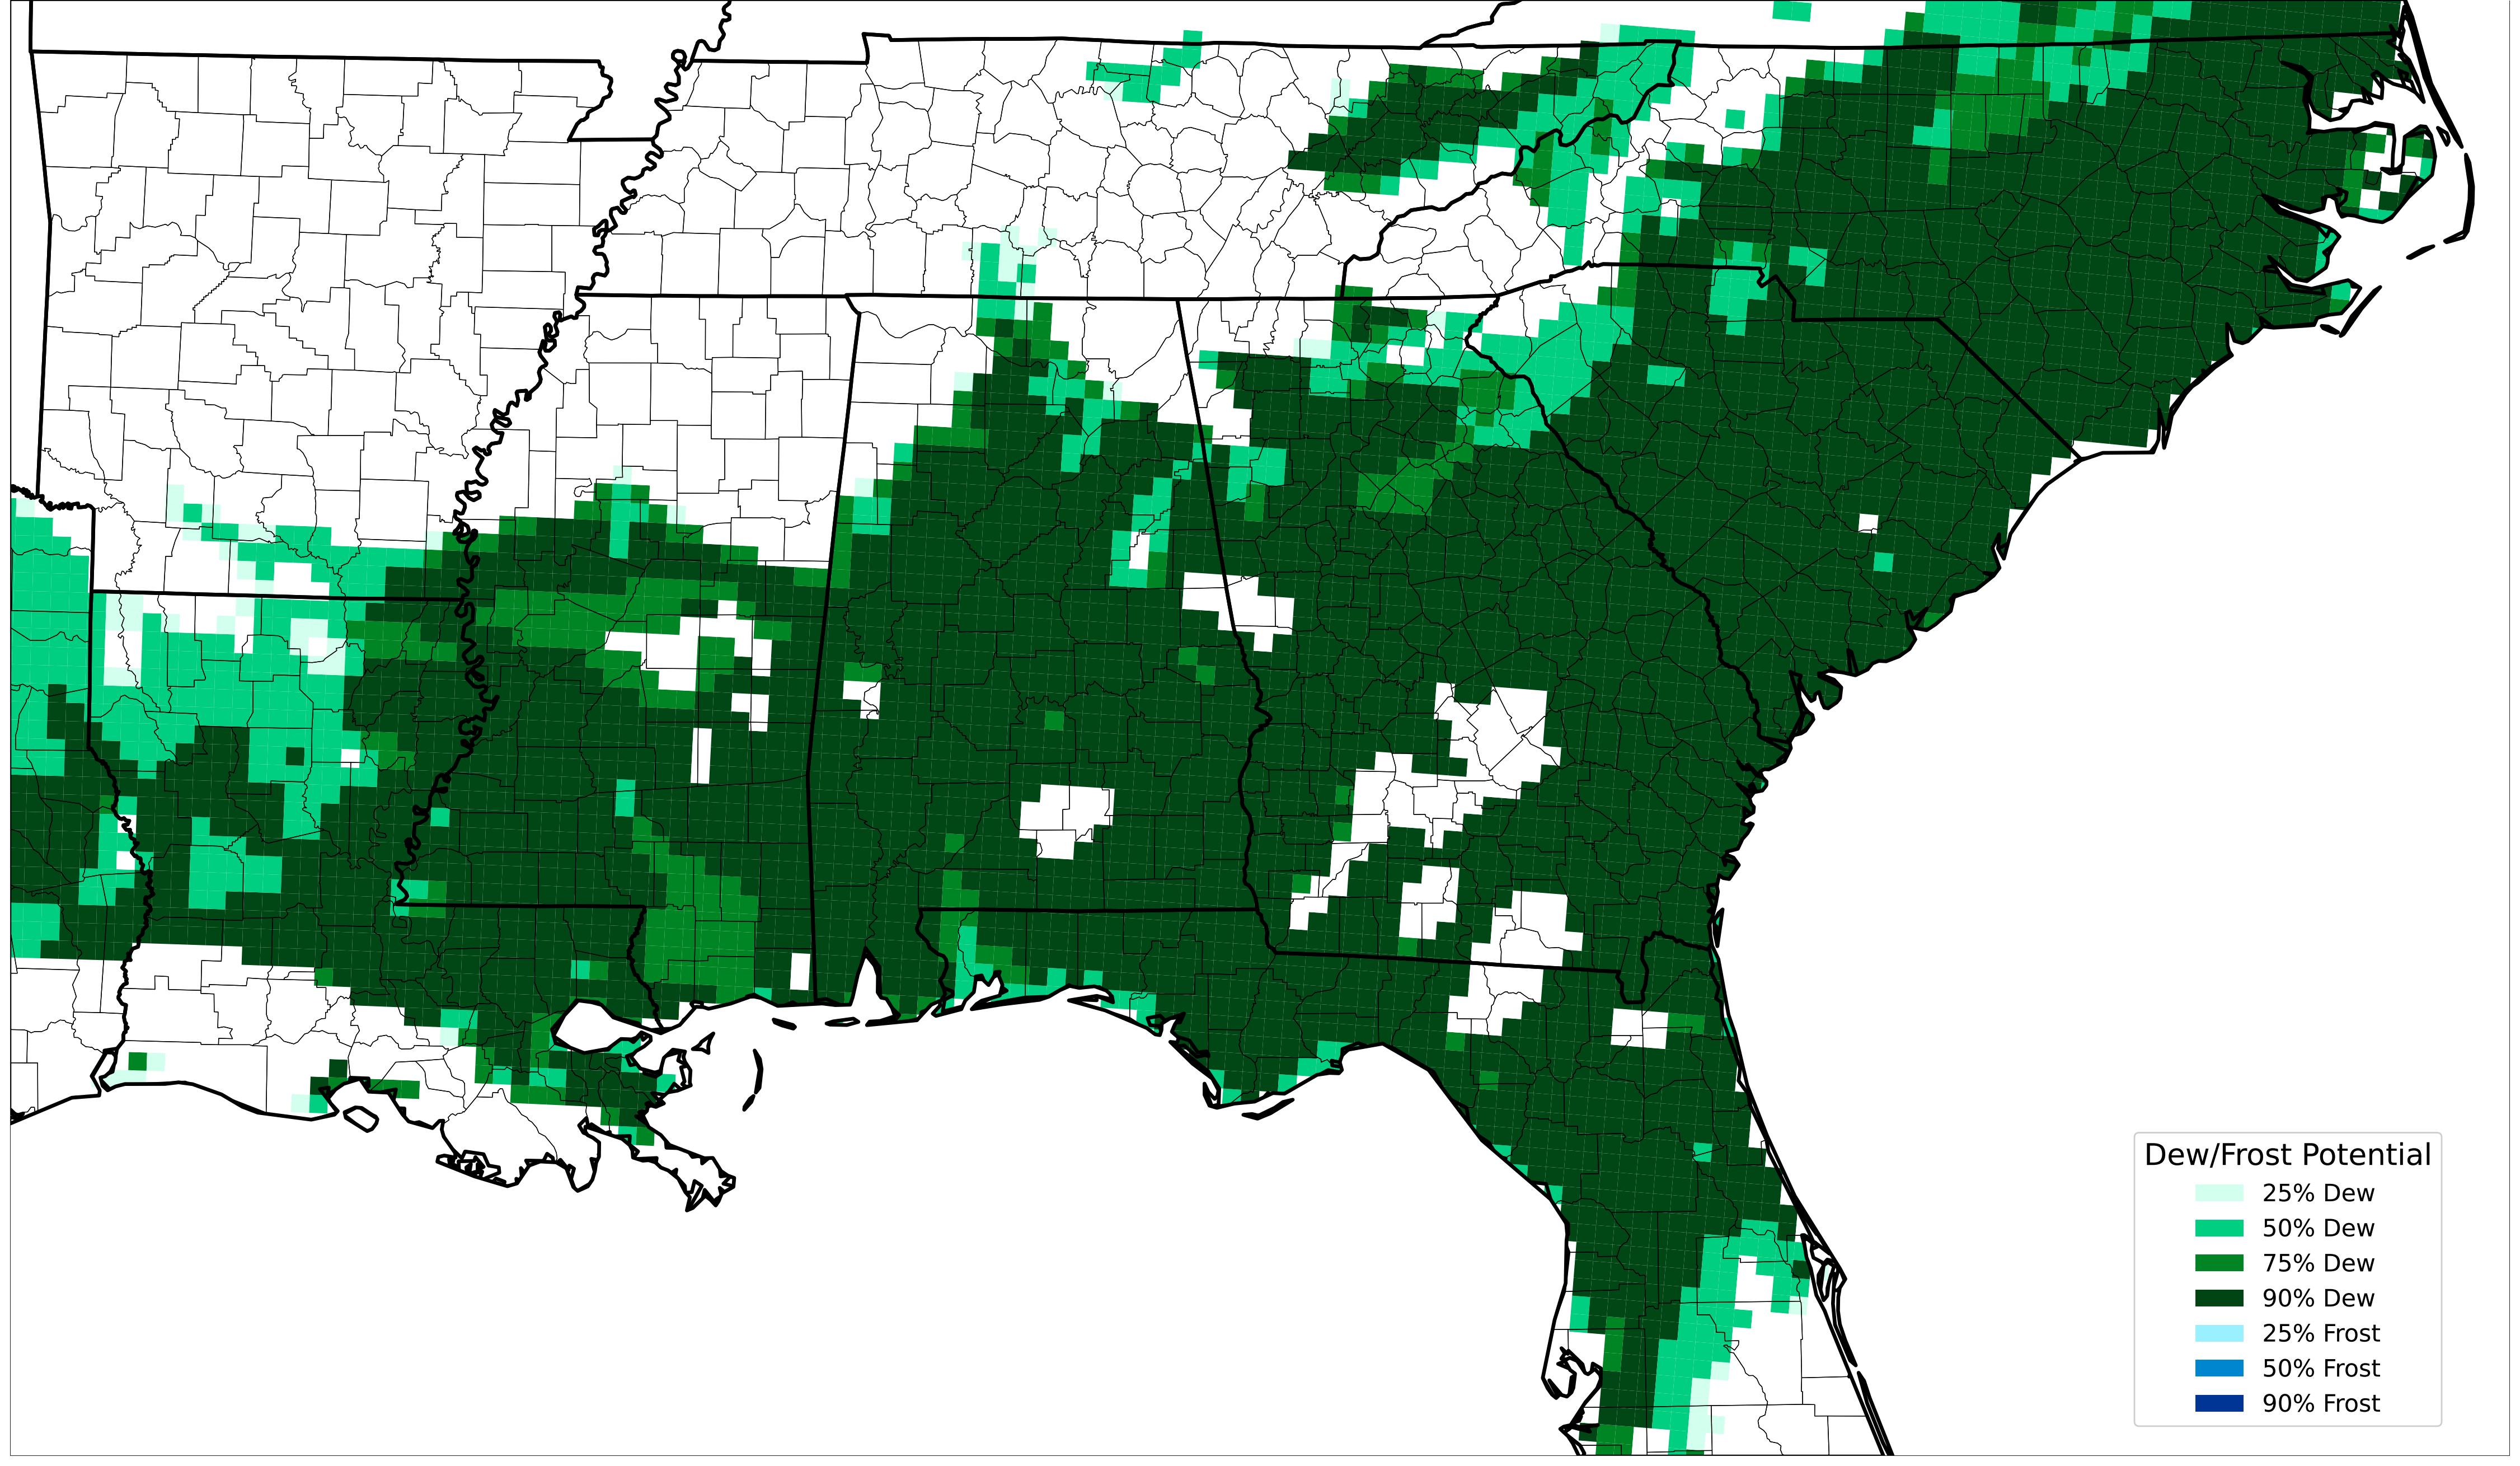 Dew/Frost Potential
25% Dew
50% Dew
75% Dew
90% Dew
25% Frost
50% Frost
90% Frost